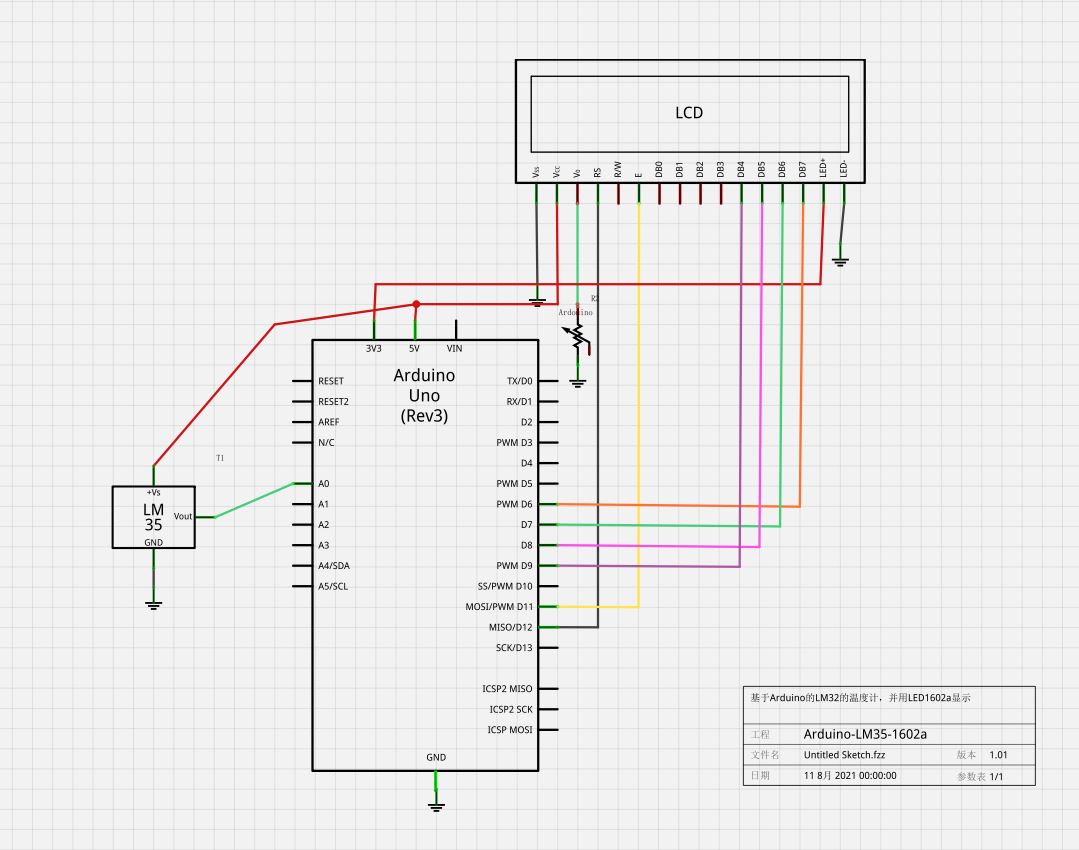 LCD
Vss
Vcc
Vo
RS
R/W
E
DB0
DB1
DB2
DB3
DB4
DB5
DB6
DB7
LED+
LED-
R2
Arduino
3V3
5V
VIN
Arduino
Uno
(Rev3)
RESET
RESET2
AREF
N/C
A0
A1
A2
A3
A4/SDA
A5/SCL
TX/D0
RX/D1
D2
PWM D3
D4
PWM D5
PWM D6
D7
D8
PWM D9
SS/PWM D10
MOSI/PWM D11
MISO/D12
SCK/D13
ICSP2 MISO
ICSP2 SCK
ICSP MOSI
GND
T1
+Vs
LM
35
Vout
GND
基于Arduino的LM32的温度计，并用LED1602a显示
工程 Arduino-LM35-1602a
文件名 Untitled Sketch.fzz 版本 1.01
日期 11 8月 2021 00:00:00 参数表 1/1